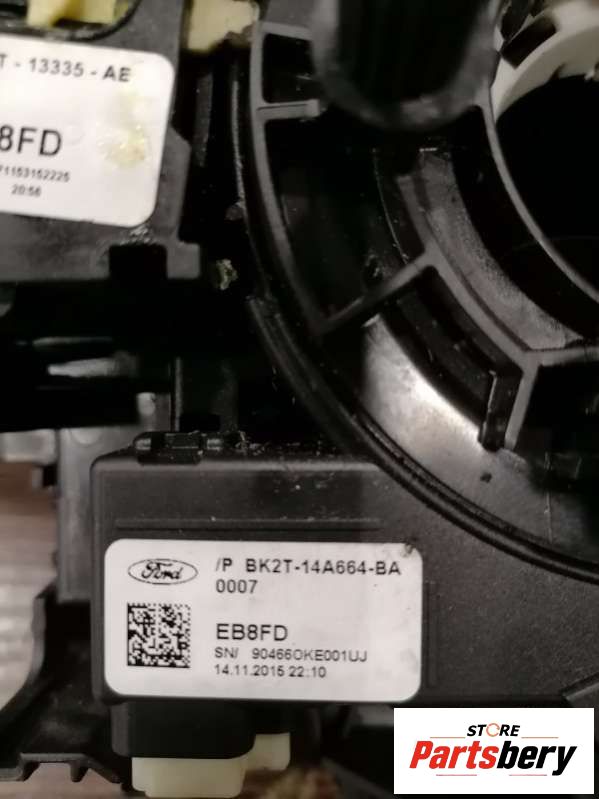 T - 13335 - AE
8FD
71153152225
20:56
Ford
/P BK2T-14A664-BA
0007
EB8FD
SN/ 90466OKE001UJ
14.11.2015 22:10
STORE
Partsbery